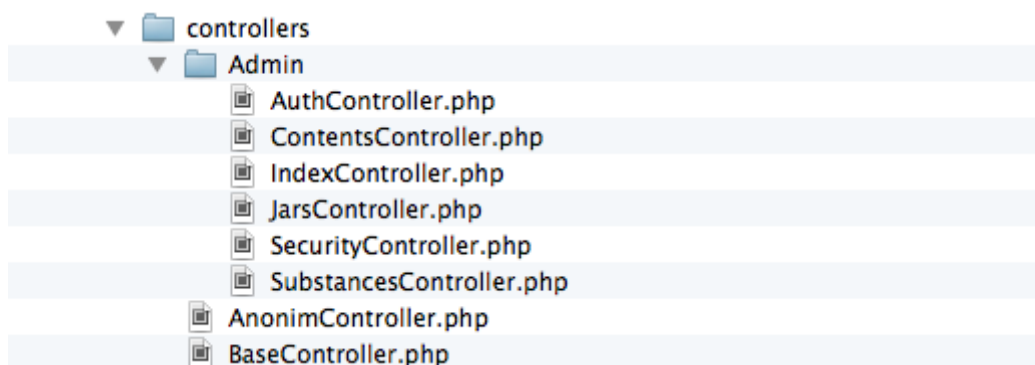 controllers
Admin
AuthController.php
ContentsController.php
IndexController.php
JarsController.php
SecurityController.php
SubstancesController.php
AnonimController.php
BaseController.php